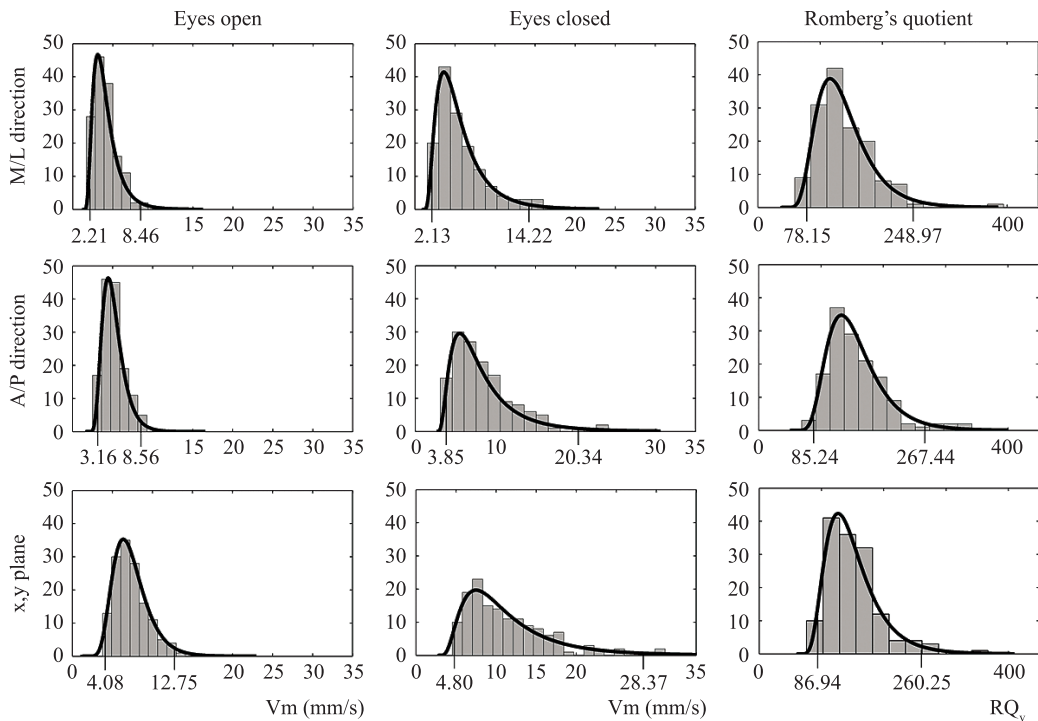 Eyes open Eyes closed Romberg's quotient
M/L direction
50 50 50
40 40 40
30 30 30
20 20 20
10 10 10
0 0 0
20 25 30 35 20 25 35 0 400
2.21 8.46 2.13 14.22 78.15 248.97
A/P direction
50 50 50
40 40 40
30 30 30
20 20 20
10 10 10
0 0 0
0 15 20 25 30 35 0 10 30 35 0 400
3.16 8.56 3.85 20.34 85.24 267.44
x,y plane
50 50 50
40 40 40
30 30 30
20 20 20
10 10 10
0 0 0
0 20 25 30 35 0 10 15 20 25 35 0 400
4.08 12.75 4.80 28.37 86.94 260.25
Vm (mm/s) Vm (mm/s) RQv